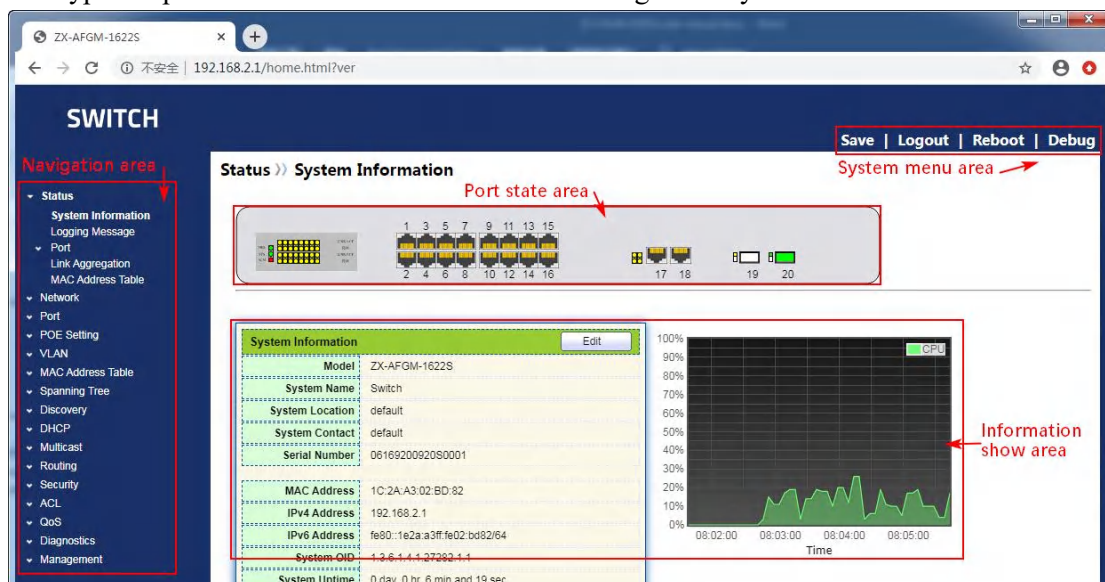 ZX-AFGM-1622S
不安全 | 192.168.2.1/home.html?ver
SWITCH
Save | Logout | Reboot | Debug
Navigation area
System menu area
Status 》 System Information
Port state area
Status
System Information
Logging Message
Port
Link Aggregation
MAC Address Table
Network
Port
POE Setting
VLAN
MAC Address Table
Spanning Tree
Discovery
DHCP
Multicast
Routing
Security
ACL
QoS
Diagnostics
Management
1 3 5 7 9 11 13 15
2 4 6 8 10 12 14 16
17 18
19 20
System Information Edit
Model ZX-AFGM-1622S
System Name Switch
System Location default
System Contact default
Serial Number 06169200920S0001
MAC Address 1C:2A:A3:02:BD:82
IPv4 Address 192.168.2.1
IPv6 Address fe80::1e2a:a3ff:fe02:bd82/64
System OID 1.3.6.1.4.1.27282.1.1
System Uptime 0 day, 0 hr, 6 min and 19 sec
CPU
100%
90%
80%
70%
60%
50%
40%
30%
20%
10%
0%
08:02:00 08:03:00 08:04:00 08:05:00
Time
Information
show area